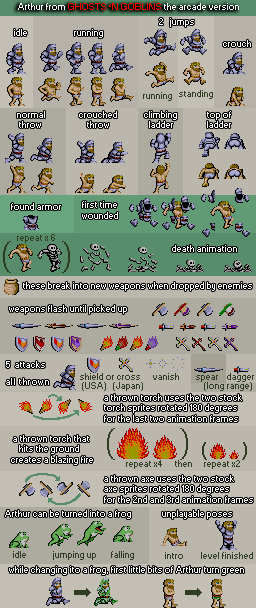 Arthur from GHOSTS 'N GOBLINS the arcade version
idle
running
2 jumps
crouch
running
standing
normal
throw
crouched
throw
climbing
ladder
top of
ladder
found armor
first time
wounded
repeat x 6
death animation
these break into new weapons when dropped by enemies
weapons flash until picked up
5 attacks
all thrown
shield or cross
(USA) (Japan)
vanish
spear
dagger
(long range)
a thrown torch uses the two stock
torch sprites rotated 180 degrees
for the last two animation frames
a thrown torch that
hits the ground
creates a blazing fire
repeat x4 then repeat x2
a thrown axe uses the two stock
axe sprites rotated 180 degrees
for the 2nd and 3rd animation frames
Arthur can be turned into a frog
unplayable poses
idle
jumping up
falling
intro
level finished
while changing ito a frog, first little bits of Arthur turn green